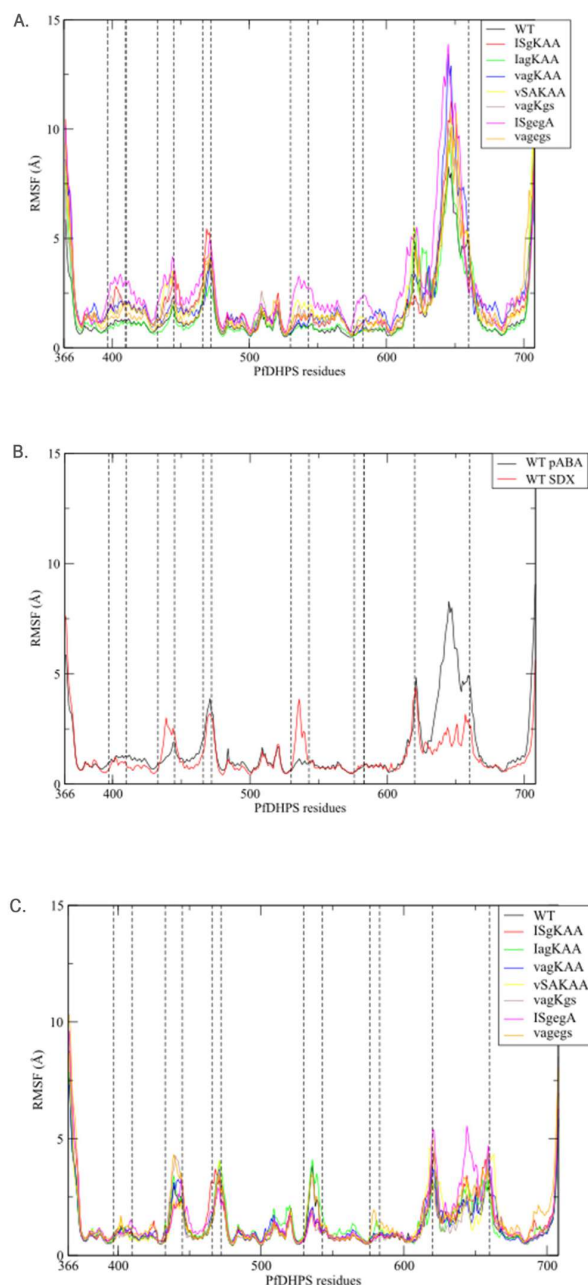 A.
15
10
5
0
RMSF (Å)
366
400
500
600
700
PfDHPS residues
WT
ISgKAA
IagKAA
vagKAA
vSAKAA
vagKgs
ISgegA
vagegs
B.
15
10
5
0
RMSF (Å)
366
400
500
600
700
PfDHPS residues
WT pABA
WT SDX
C.
15
10
5
0
RMSF (Å)
366
400
500
600
700
PfDHPS residues
WT
ISgKAA
IagKAA
vagKAA
vSAKAA
vagKgs
ISgegA
vagegs